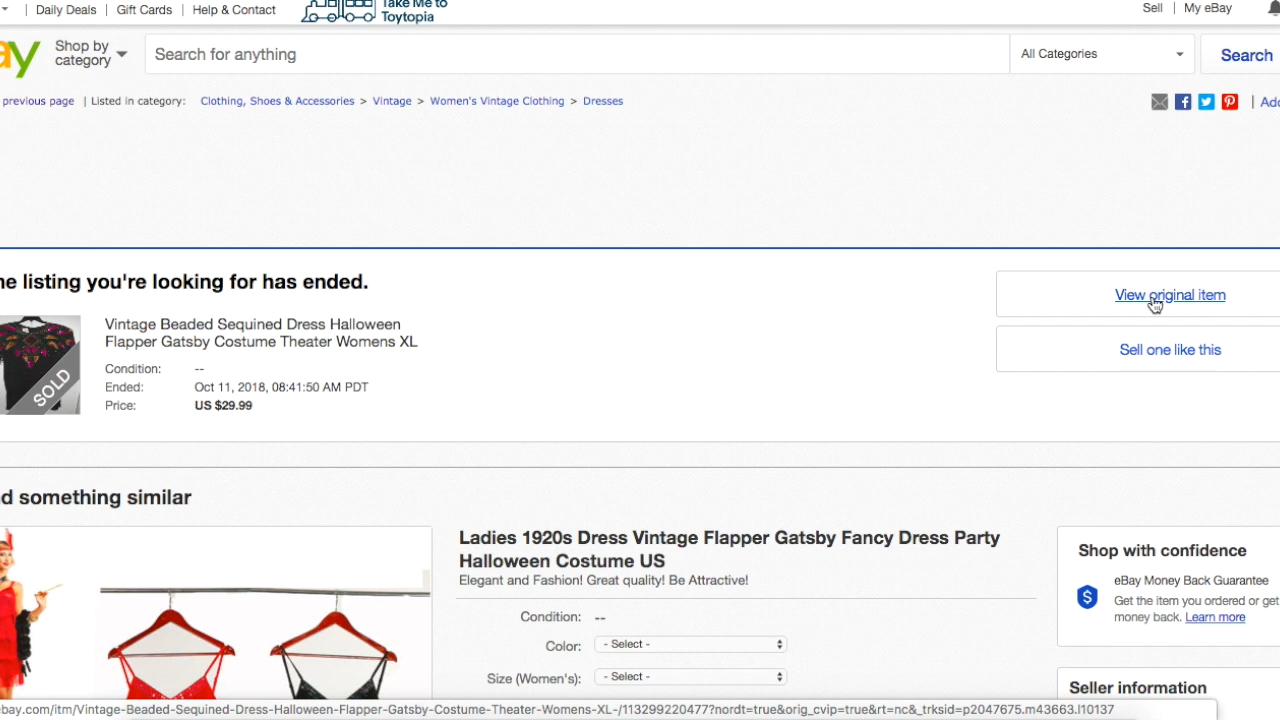 Daily Deals | Gift Cards | Help & Contact
Take Me to
Toytopia
Sell | My eBay
ay
Shop by
category
Search for anything
All Categories
Search
previous page | Listed in category: Clothing, Shoes & Accessories > Vintage > Women's Vintage Clothing > Dresses
| Add
he listing you're looking for has ended.
View original item
Sell one like this
SOLD
Vintage Beaded Sequined Dress Halloween
Flapper Gatsby Costume Theater Womens XL
Condition: --
Ended: Oct 11, 2018, 08:41:50 AM PDT
Price: US $29.99
d something similar
Ladies 1920s Dress Vintage Flapper Gatsby Fancy Dress Party
Halloween Costume US
Elegant and Fashion! Great quality! Be Attractive!
Condition: --
Color: - Select -
Size (Women's): - Select -
Shop with confidence
eBay Money Back Guarantee
Get the item you ordered or get
money back. Learn more
Seller information
ebay.com/itm/Vintage-Beaded-Sequined-Dress-Halloween-Flapper-Gatsby-Costume-Theater-Womens-XL-/113299220477?nordt=true&orig_cvip=true&rt=nc&_trksid=p2047675.m43663.l10137